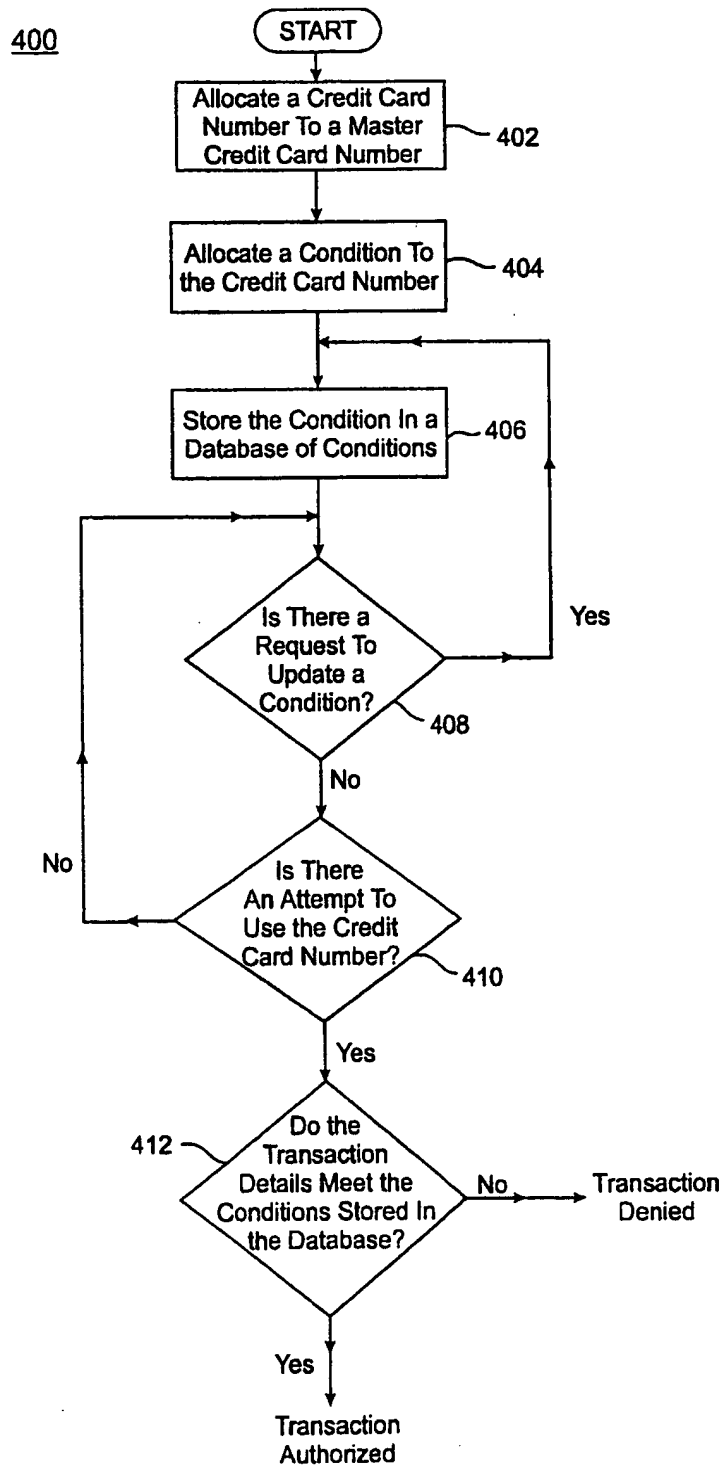 400
START
Allocate a Credit Card
Number To a Master
Credit Card Number
402
Allocate a Condition To
the Credit Card Number
404
Store the Condition In a
Database of Conditions
406
Is There a
Request To
Update a
Condition?
408
Yes
No
Is There
An Attempt To
Use the Credit
Card Number?
410
No
Yes
412
Do the
Transaction
Details Meet the
Conditions Stored In
the Database?
No
Transaction
Denied
Yes
Transaction
Authorized